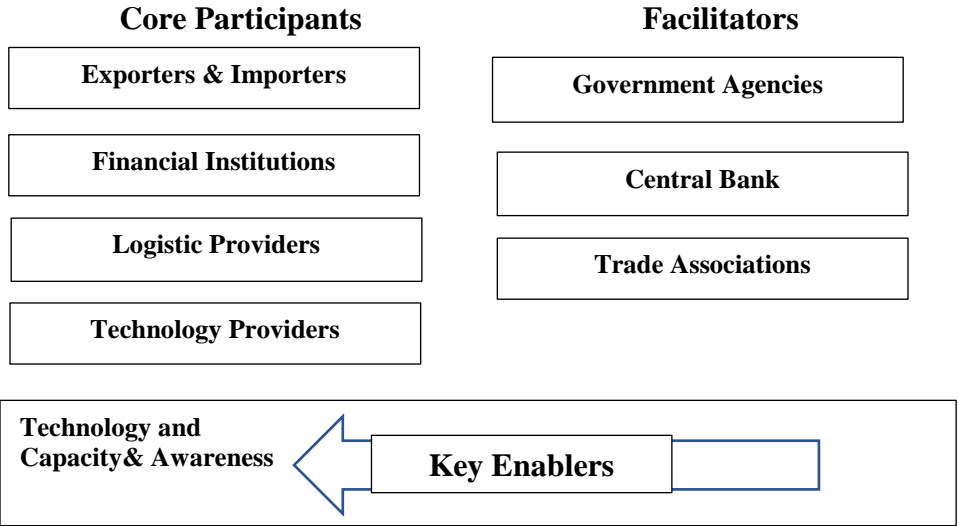 Core Participants
Exporters & Importers
Financial Institutions
Logistic Providers
Technology Providers
Facilitators
Government Agencies
Central Bank
Trade Associations
Technology and
Capacity& Awareness
Key Enablers